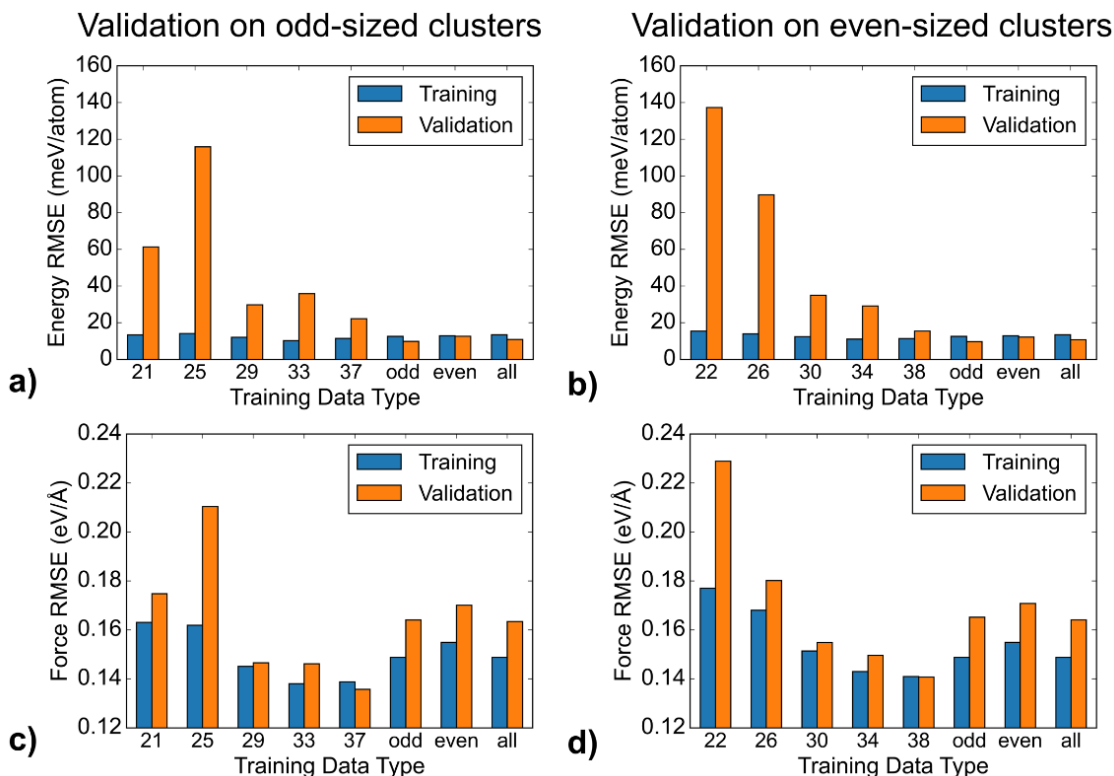 Validation on odd-sized clusters
Validation on even-sized clusters
a)
Energy RMSE (meV/atom)
160
140
120
100
80
60
40
20
0
Training
Validation
21 25 29 33 37 odd even all
Training Data Type
b)
Energy RMSE (meV/atom)
160
140
120
100
80
60
40
20
0
Training
Validation
22 26 30 34 38 odd even all
Training Data Type
c)
Force RMSE (eV/Å)
0.24
0.22
0.20
0.18
0.16
0.14
0.12
Training
Validation
21 25 29 33 37 odd even all
Training Data Type
d)
Force RMSE (eV/Å)
0.24
0.22
0.20
0.18
0.16
0.14
0.12
Training
Validation
22 26 30 34 38 odd even all
Training Data Type